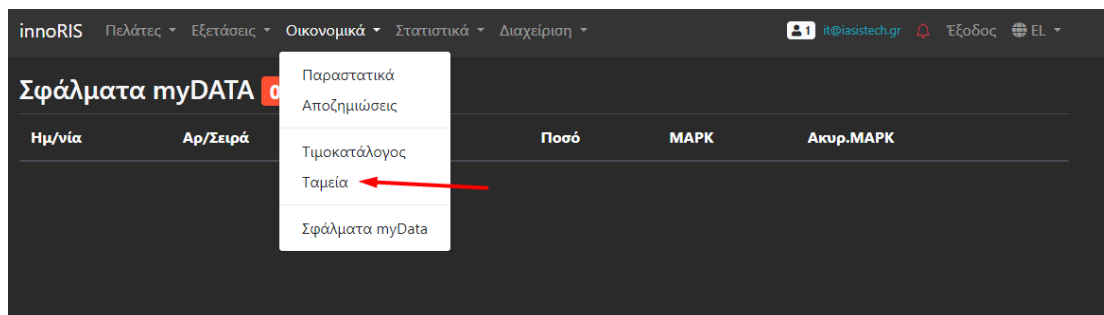 innoRIS Πελάτες Εξετάσεις Οικονομικά Στατιστικά Διαχείριση 1 it@iasistech.gr Έξοδος EL
Παραστατικά
Σφάλματα myDATA 0
Αποζημιώσεις
Ημ/νία Αρ/Σειρά Ποσό ΜΑΡΚ Ακυρ.ΜΑΡΚ
Τιμοκατάλογος
Ταμεία
Σφάλματα myData